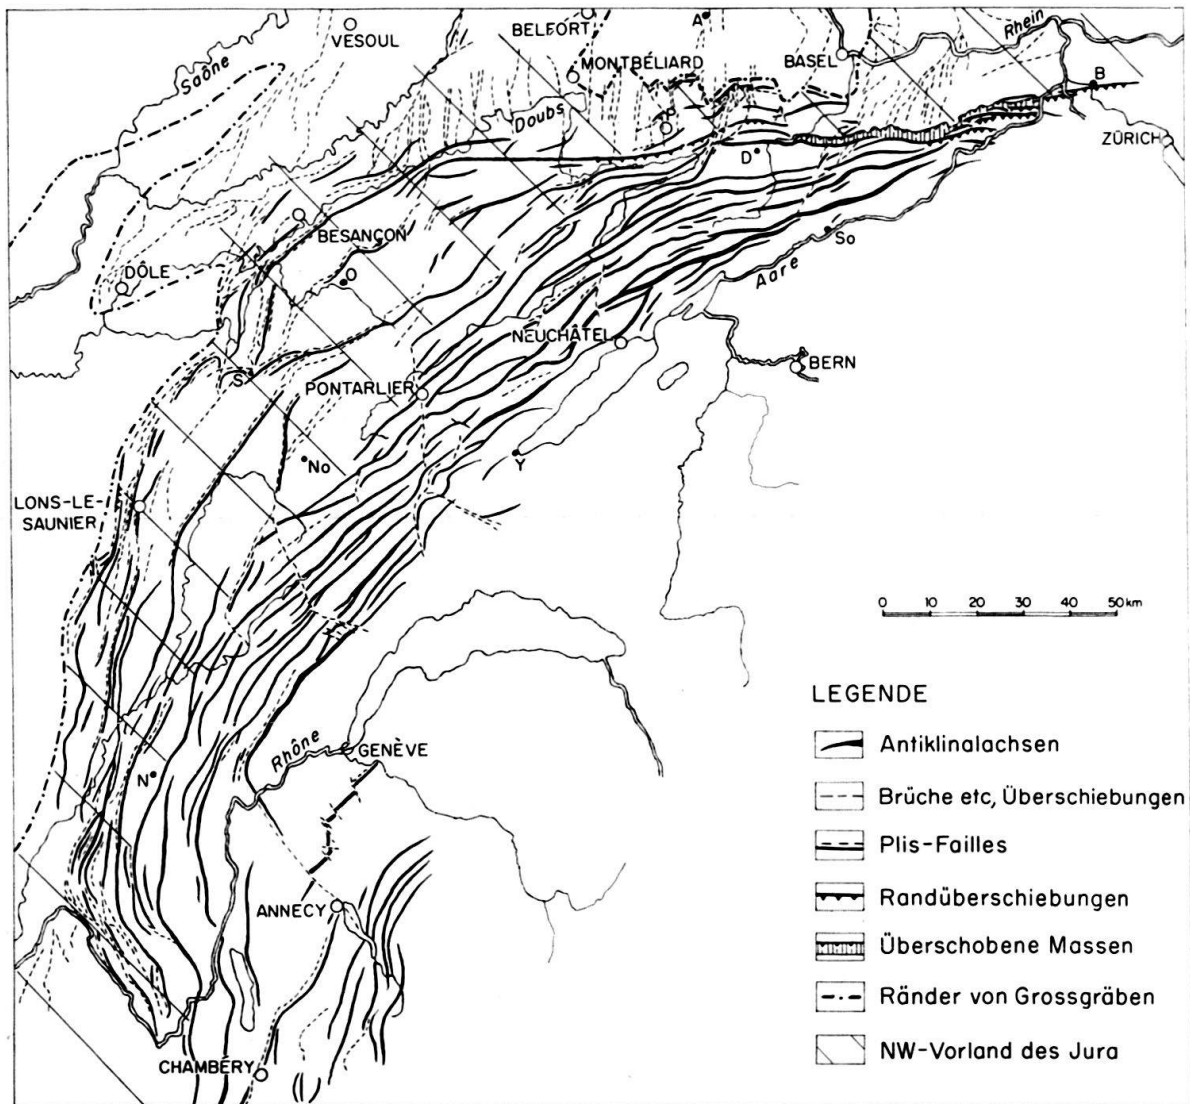 VESOUL
BELFORT
A
Rhein
Saône
MONTBÉLIARD
BASEL
B
Doubs
P
ZÜRICH
D
BESANÇON
So
DÔLE
O
Aare
NEUCHÂTEL
BERN
S
PONTARLIER
No
Y
LONS-LE-
SAUNIER
0 10 20 30 40 50 km
LEGENDE
Antiklinalachsen
Rhône
GENÈVE
N
Brüche etc, Überschiebungen
Plis-Failles
Randüberschiebungen
ANNECY
Überschobene Massen
Ränder von Grossgräben
NW-Vorland des Jura
CHAMBÉRY